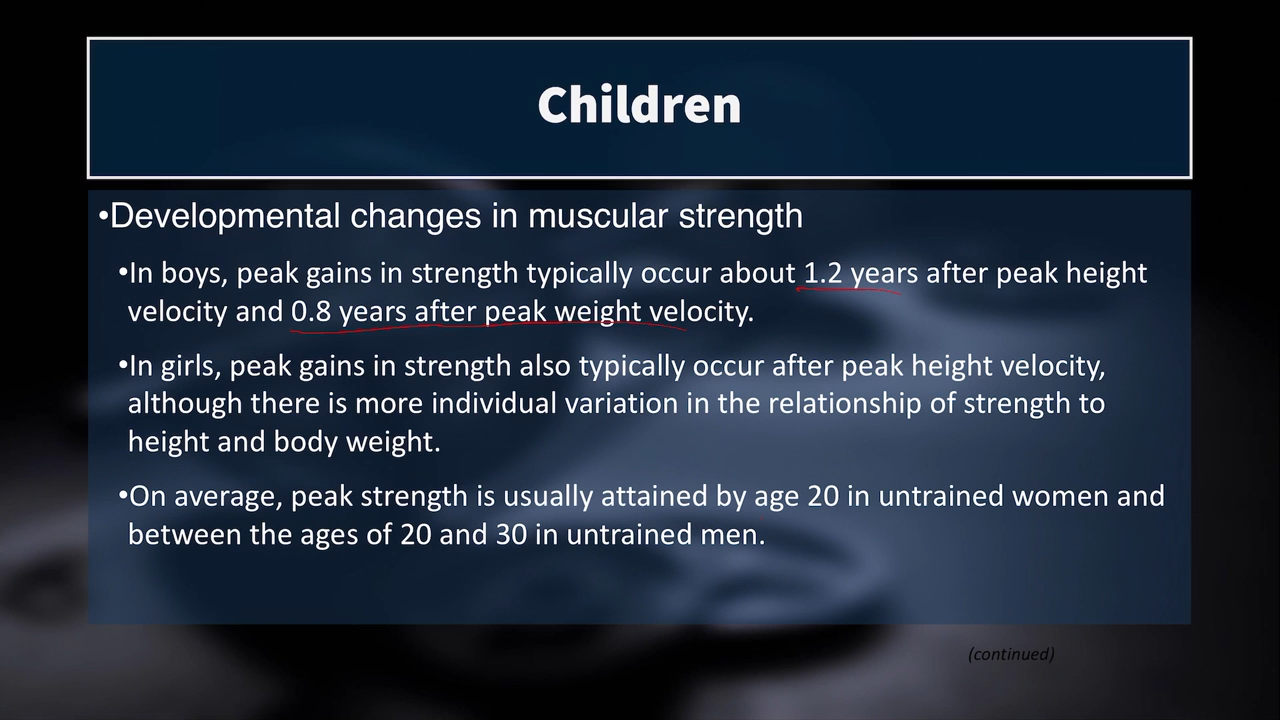 Children
•Developmental changes in muscular strength
•In boys, peak gains in strength typically occur about 1.2 years after peak height
velocity and 0.8 years after peak weight velocity.
•In girls, peak gains in strength also typically occur after peak height velocity,
although there is more individual variation in the relationship of strength to
height and body weight.
•On average, peak strength is usually attained by age 20 in untrained women and
between the ages of 20 and 30 in untrained men.
(continued)